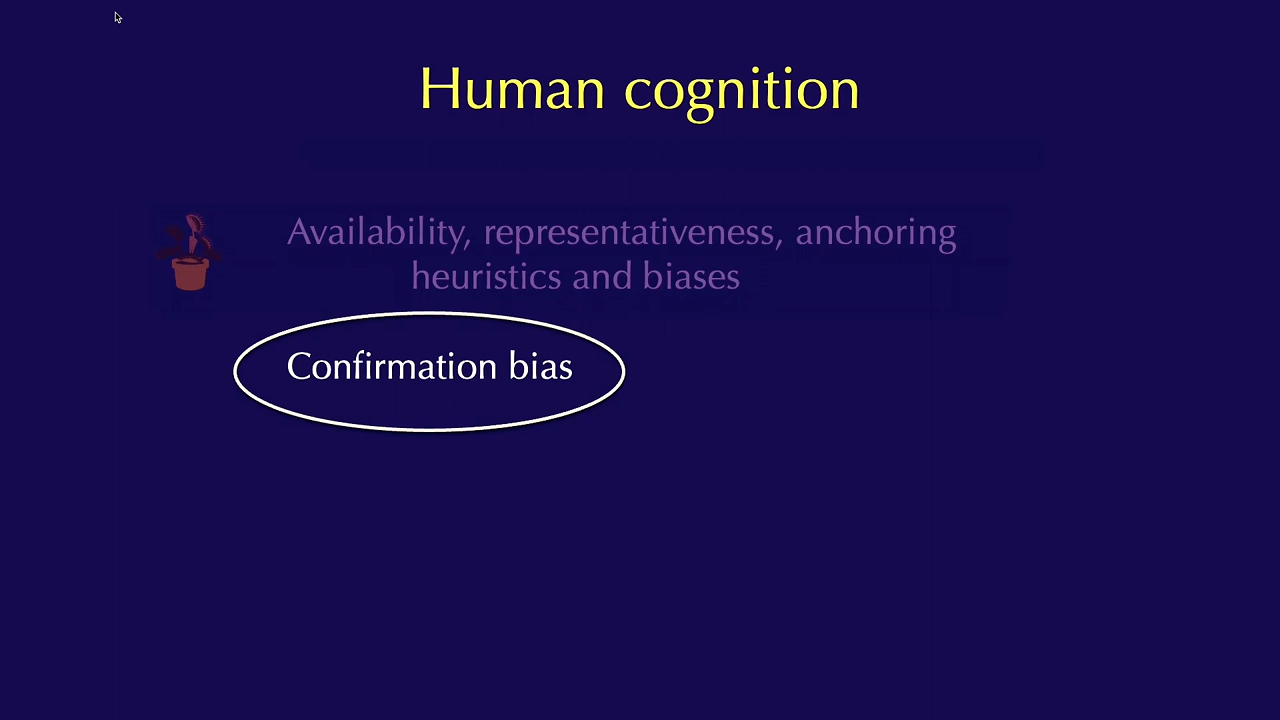 Human cognition
Availability, representativeness, anchoring
heuristics and biases
Confirmation bias